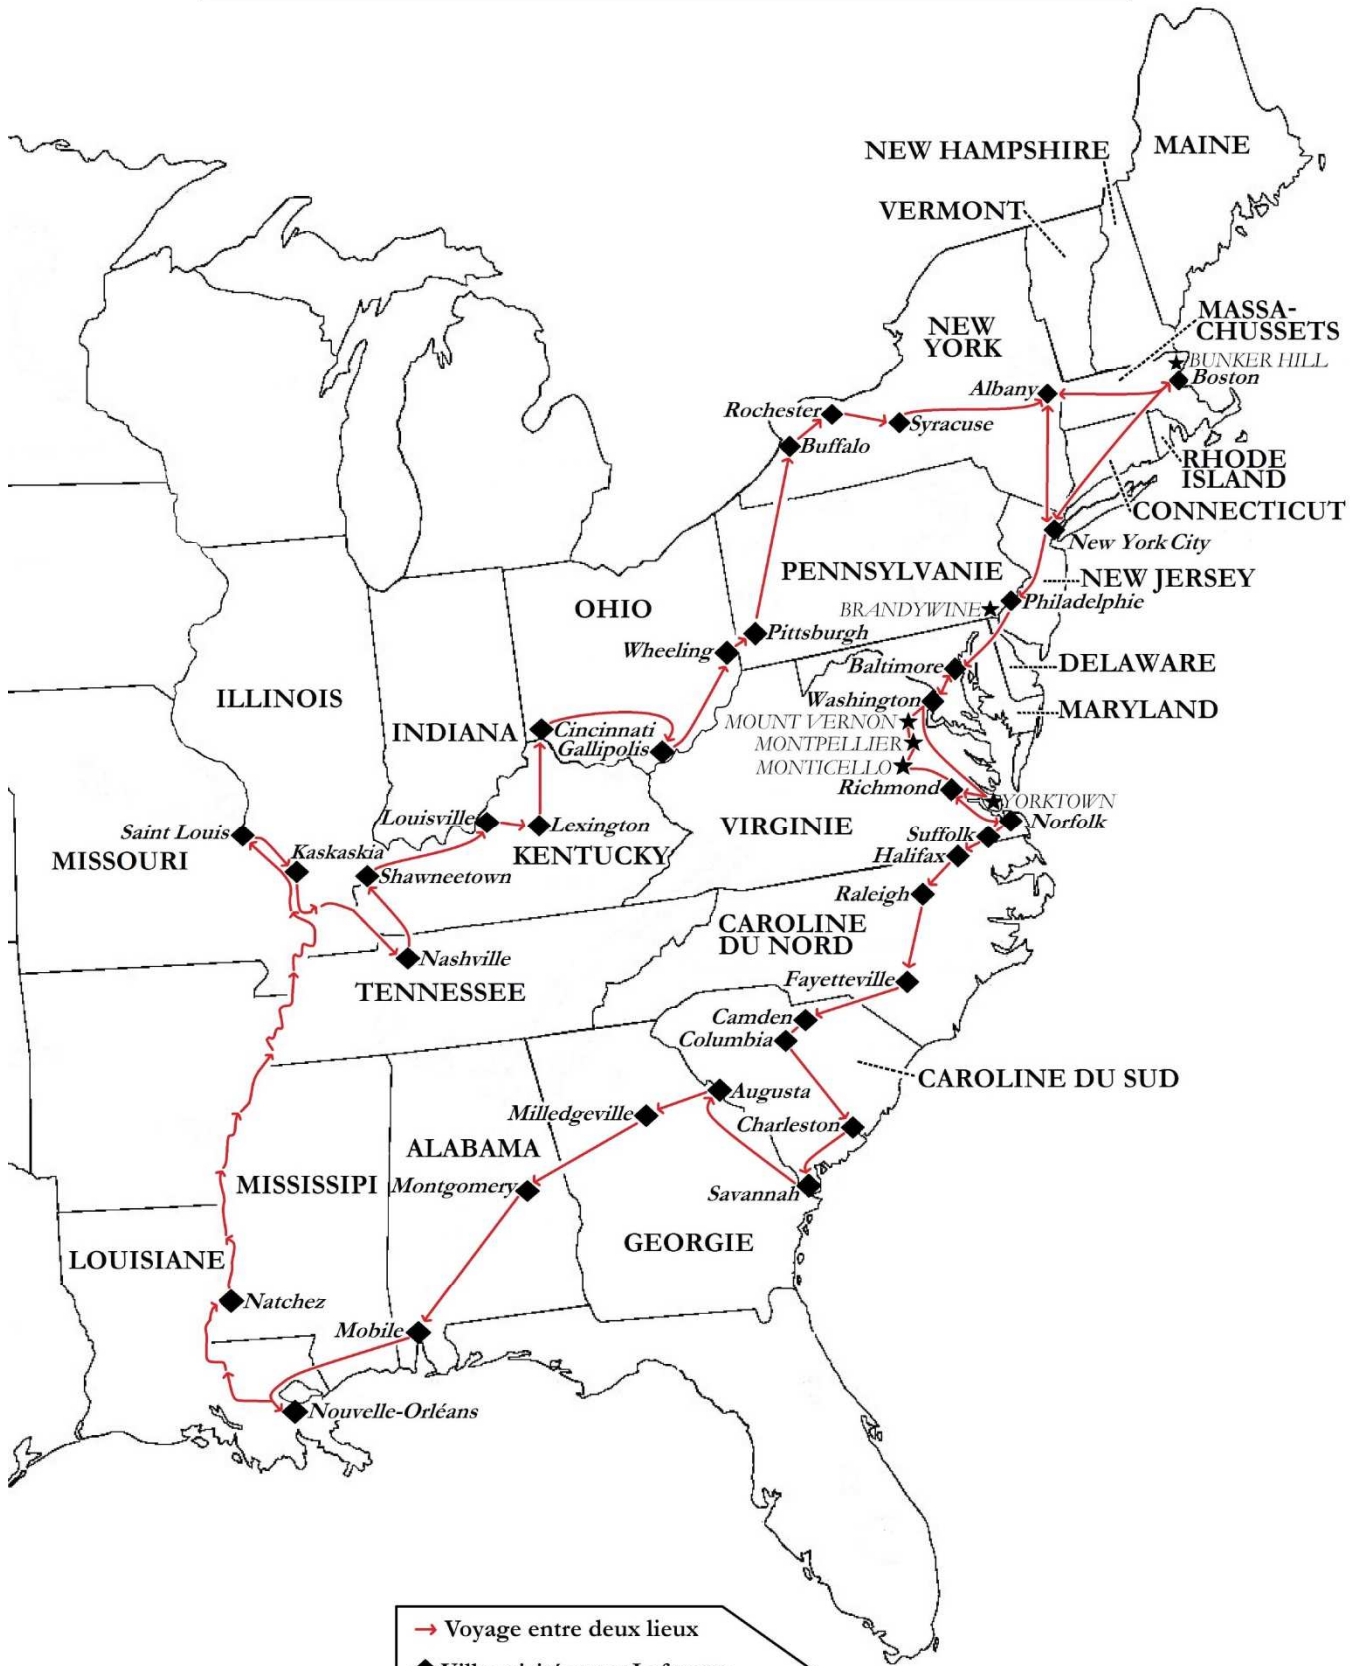 NEW HAMPSHIRE
MAINE
VERMONT
MASSA-
CHUSSETS
NEW
YORK
BUNKER HILL
Boston
Albany
Rochester
Syracuse
Buffalo
RHODE
ISLAND
CONNECTICUT
New York City
PENNSYLVANIE
NEW JERSEY
OHIO
BRANDYWINE
Philadelphie
Pittsburgh
Wheeling
Baltimore
DELAWARE
ILLINOIS
Washington
MARYLAND
INDIANA
Cincinnati
MOUNT VERNON
Gallipolis
MONTPELLIER
MONTICELLO
Richmond
YORKTOWN
Louisville
Lexington
VIRGINIE
Norfolk
Saint Louis
Suffolk
MISSOURI
Kaskaskia
KENTUCKY
Halifax
Shawneetown
Raleigh
CAROLINE
DU NORD
Nashville
TENNESSEE
Fayetteville
Camden
Columbia
CAROLINE DU SUD
Augusta
Milledgeville
Charleston
ALABAMA
MISSISSIPI
Montgomery
Savannah
GEORGIE
LOUISIANE
Natchez
Mobile
Nouvelle-Orléans
Voyage entre deux lieux